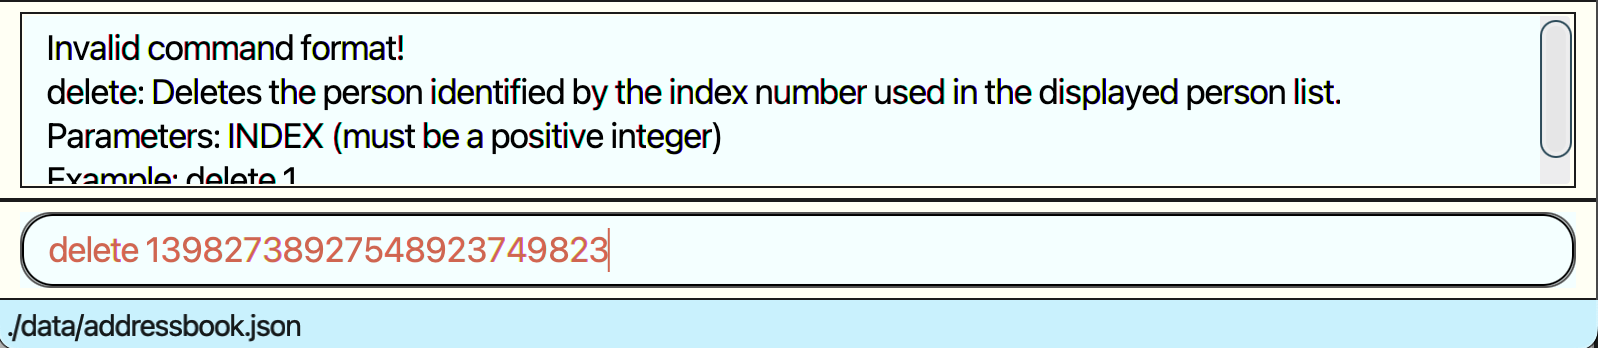 Invalid command format!
delete: Deletes the person identified by the index number used in the displayed person list.
Parameters: INDEX (must be a positive integer)
Example: delete 1
delete 13982738927548923749823
./data/addressbook.json